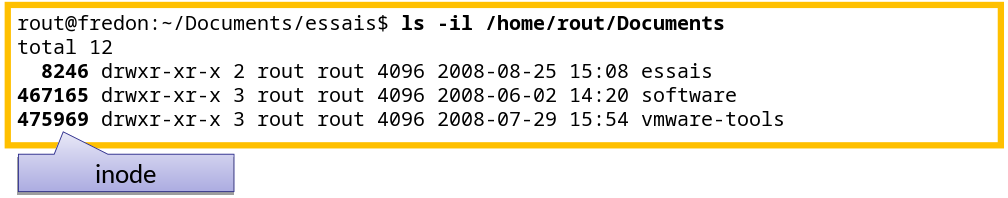 rout@fredon:~/Documents/essais$ ls -il /home/rout/Documents
total 12
  8246 drwxr-xr-x 2 rout rout 4096 2008-08-25 15:08 essais
467165 drwxr-xr-x 3 rout rout 4096 2008-06-02 14:20 software
475969 drwxr-xr-x 3 rout rout 4096 2008-07-29 15:54 vmware-tools
inode